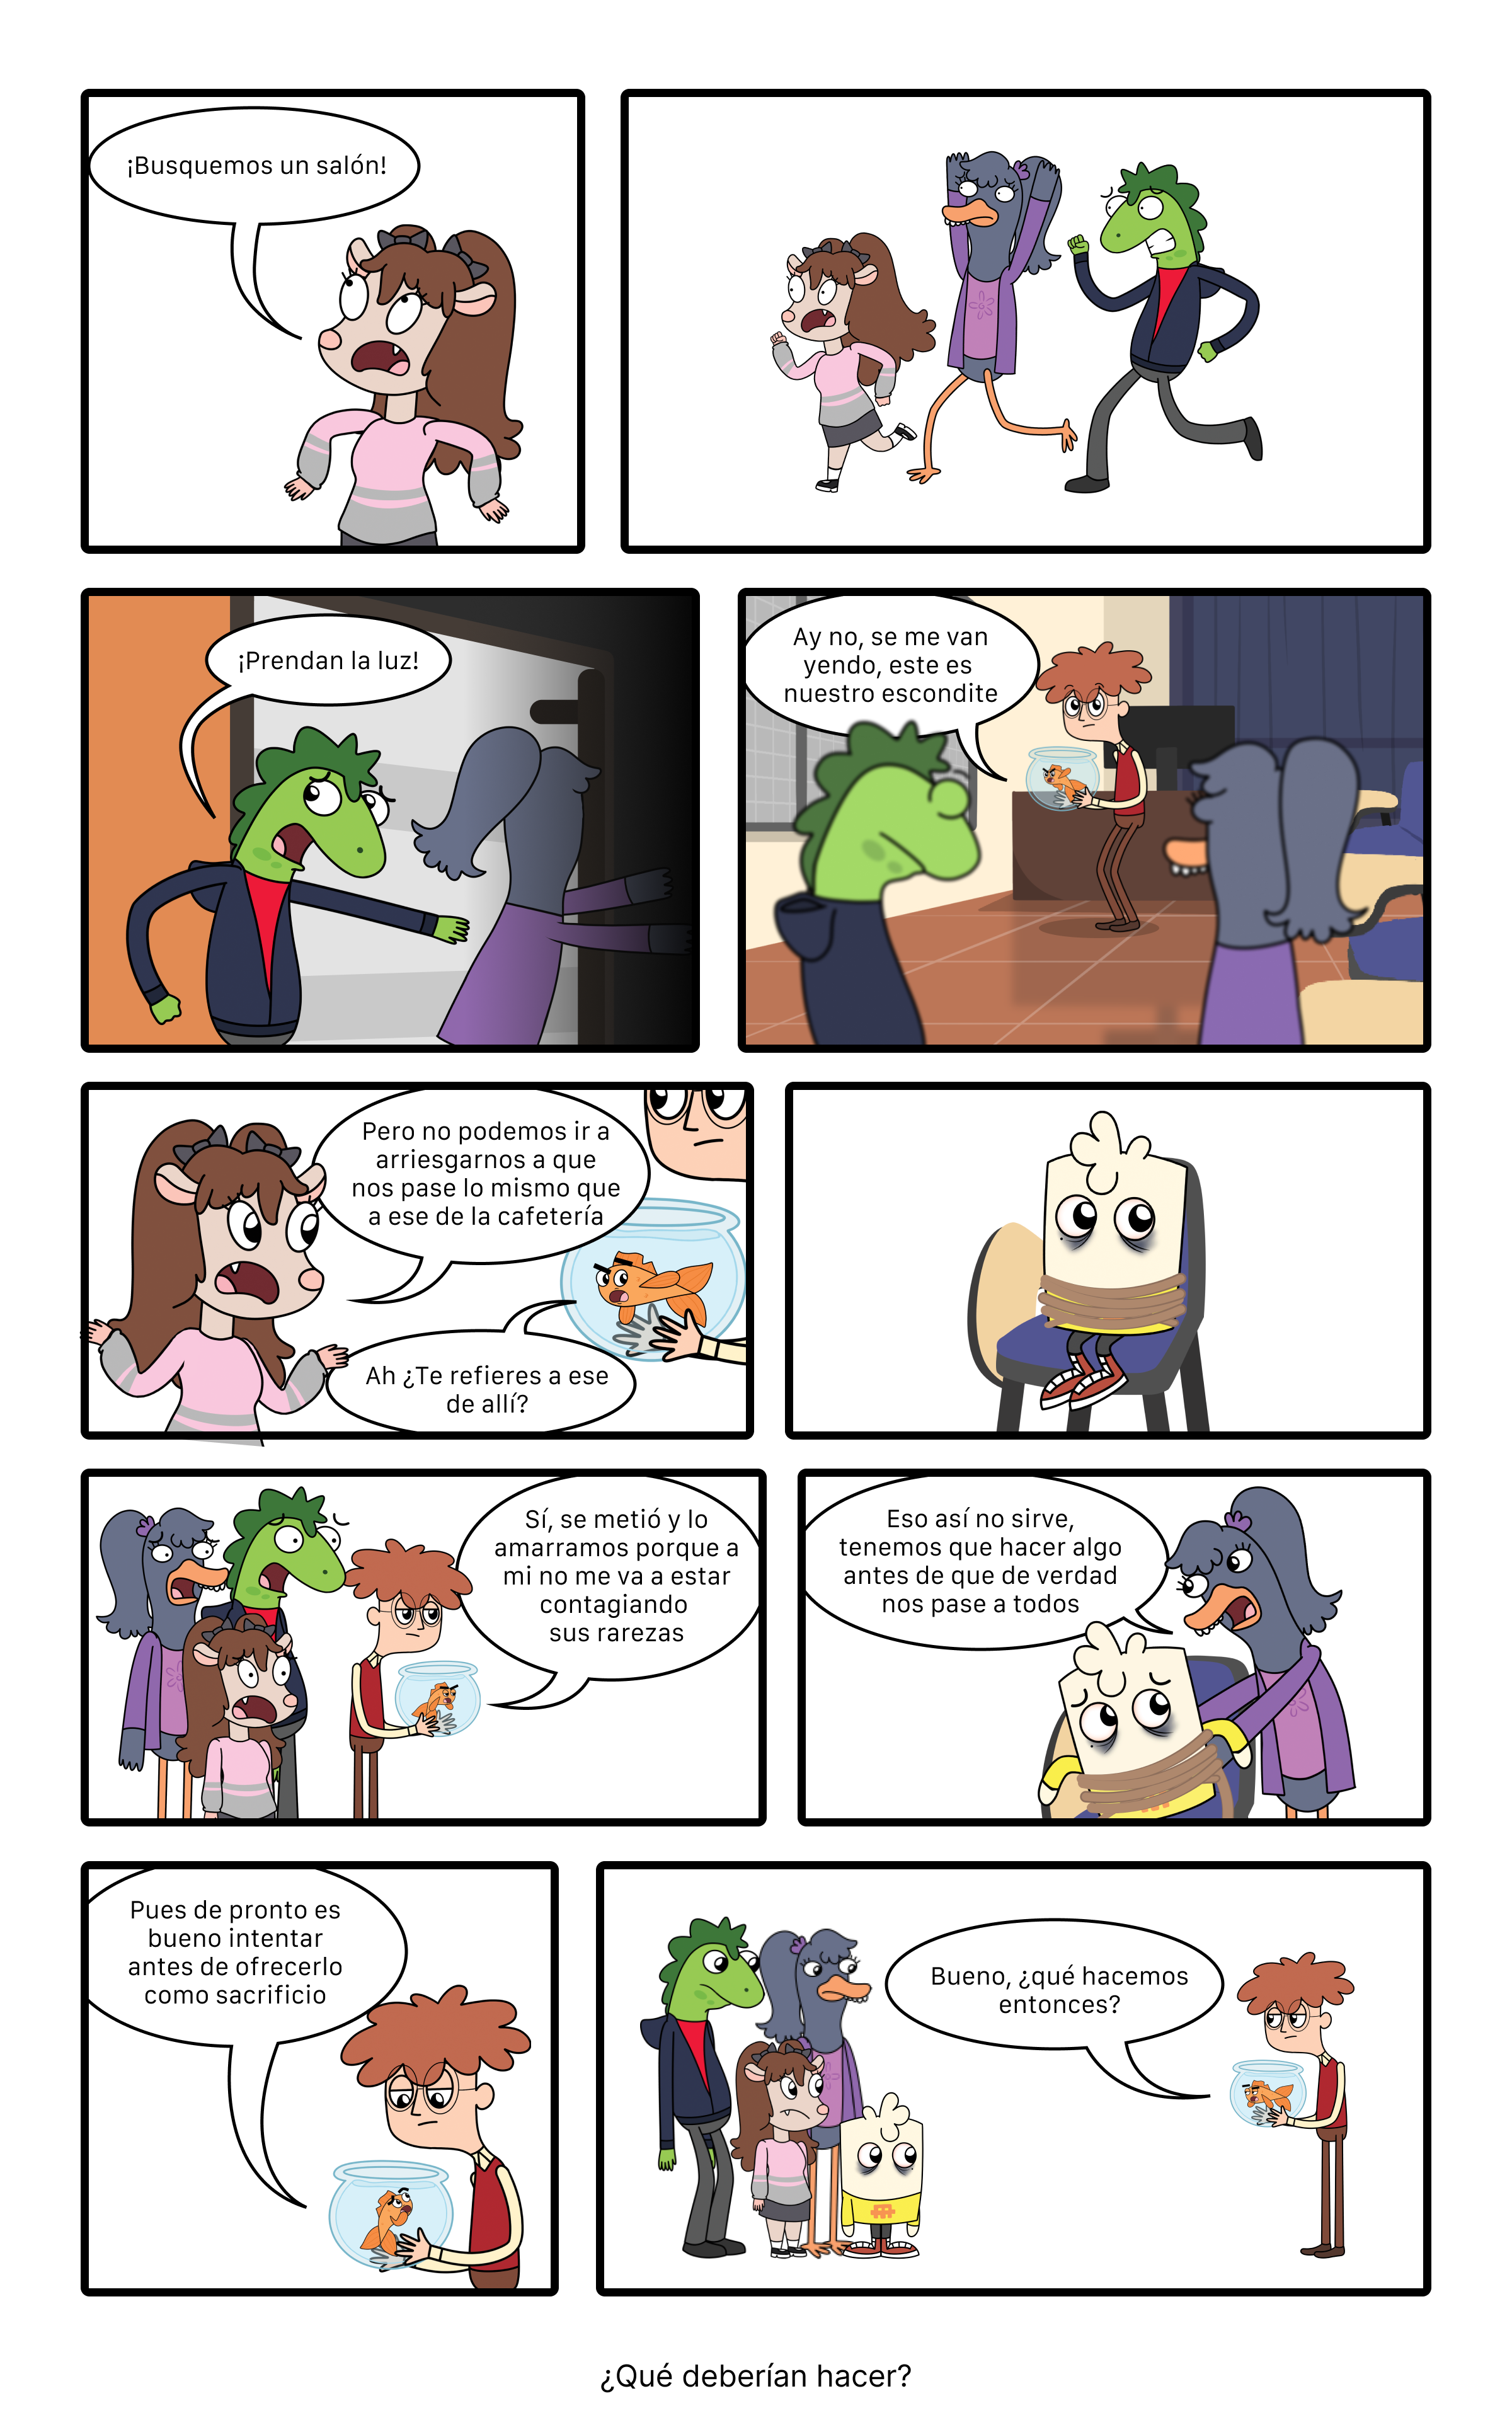 ¡Busquemos un salón!
¡Prendan la luz!
Ay no, se me van
yendo, este es
nuestro escondite
Pero no podemos ir a
arriesgarnos a que
nos pase lo mismo que
a ese de la cafetería
Ah ¿Te refieres a ese
de allí?
Sí, se metió y lo
amarramos porque a
mi no me va a estar
contagiando
sus rarezas
Eso así no sirve,
tenemos que hacer algo
antes de que de verdad
nos pase a todos
Pues de pronto es
bueno intentar
antes de ofrecerlo
como sacrificio
Bueno, ¿qué hacemos
entonces?
¿Qué deberían hacer?